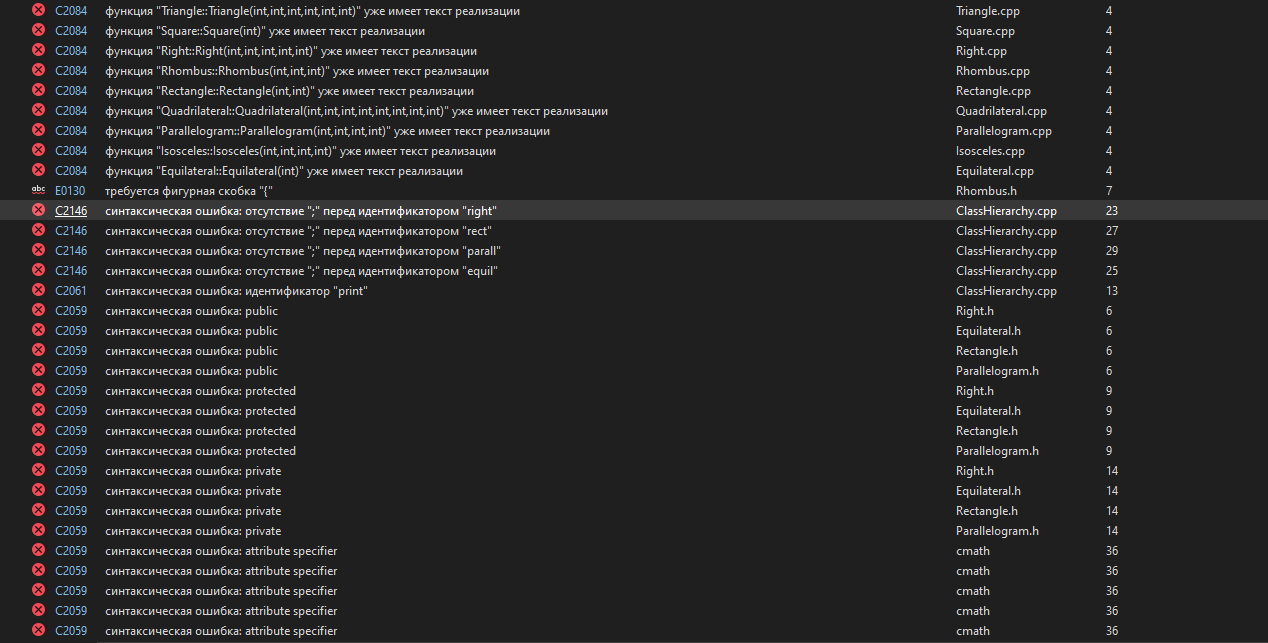 C2084 функция "Triangle::Triangle(int,int,int,int,int,int)" уже имеет текст реализации Triangle.cpp 4
C2084 функция "Square::Square(int)" уже имеет текст реализации Square.cpp 4
C2084 функция "Right::Right(int,int,int,int,int)" уже имеет текст реализации Right.cpp 4
C2084 функция "Rhombus::Rhombus(int,int,int)" уже имеет текст реализации Rhombus.cpp 4
C2084 функция "Rectangle::Rectangle(int,int)" уже имеет текст реализации Rectangle.cpp 4
C2084 функция "Quadrilateral::Quadrilateral(int,int,int,int,int,int,int,int)" уже имеет текст реализации Quadrilateral.cpp 4
C2084 функция "Parallelogram::Parallelogram(int,int,int,int)" уже имеет текст реализации Parallelogram.cpp 4
C2084 функция "Isosceles::Isosceles(int,int,int,int)" уже имеет текст реализации Isosceles.cpp 4
C2084 функция "Equilateral::Equilateral(int)" уже имеет текст реализации Equilateral.cpp 4
abc E0130 требуется фигурная скобка "{" Rhombus.h 7
C2146 синтаксическая ошибка: отсутствие ";" перед идентификатором "right" ClassHierarchy.cpp 23
C2146 синтаксическая ошибка: отсутствие ";" перед идентификатором "rect" ClassHierarchy.cpp 27
C2146 синтаксическая ошибка: отсутствие ";" перед идентификатором "parall" ClassHierarchy.cpp 29
C2146 синтаксическая ошибка: отсутствие ";" перед идентификатором "equil" ClassHierarchy.cpp 25
C2061 синтаксическая ошибка: идентификатор "print" ClassHierarchy.cpp 13
C2059 синтаксическая ошибка: public Right.h 6
C2059 синтаксическая ошибка: public Equilateral.h 6
C2059 синтаксическая ошибка: public Rectangle.h 6
C2059 синтаксическая ошибка: public Parallelogram.h 6
C2059 синтаксическая ошибка: protected Right.h 9
C2059 синтаксическая ошибка: protected Equilateral.h 9
C2059 синтаксическая ошибка: protected Rectangle.h 9
C2059 синтаксическая ошибка: protected Parallelogram.h 9
C2059 синтаксическая ошибка: private Right.h 14
C2059 синтаксическая ошибка: private Equilateral.h 14
C2059 синтаксическая ошибка: private Rectangle.h 14
C2059 синтаксическая ошибка: private Parallelogram.h 14
C2059 синтаксическая ошибка: attribute specifier cmath 36
C2059 синтаксическая ошибка: attribute specifier cmath 36
C2059 синтаксическая ошибка: attribute specifier cmath 36
C2059 синтаксическая ошибка: attribute specifier cmath 36
C2059 синтаксическая ошибка: attribute specifier cmath 36